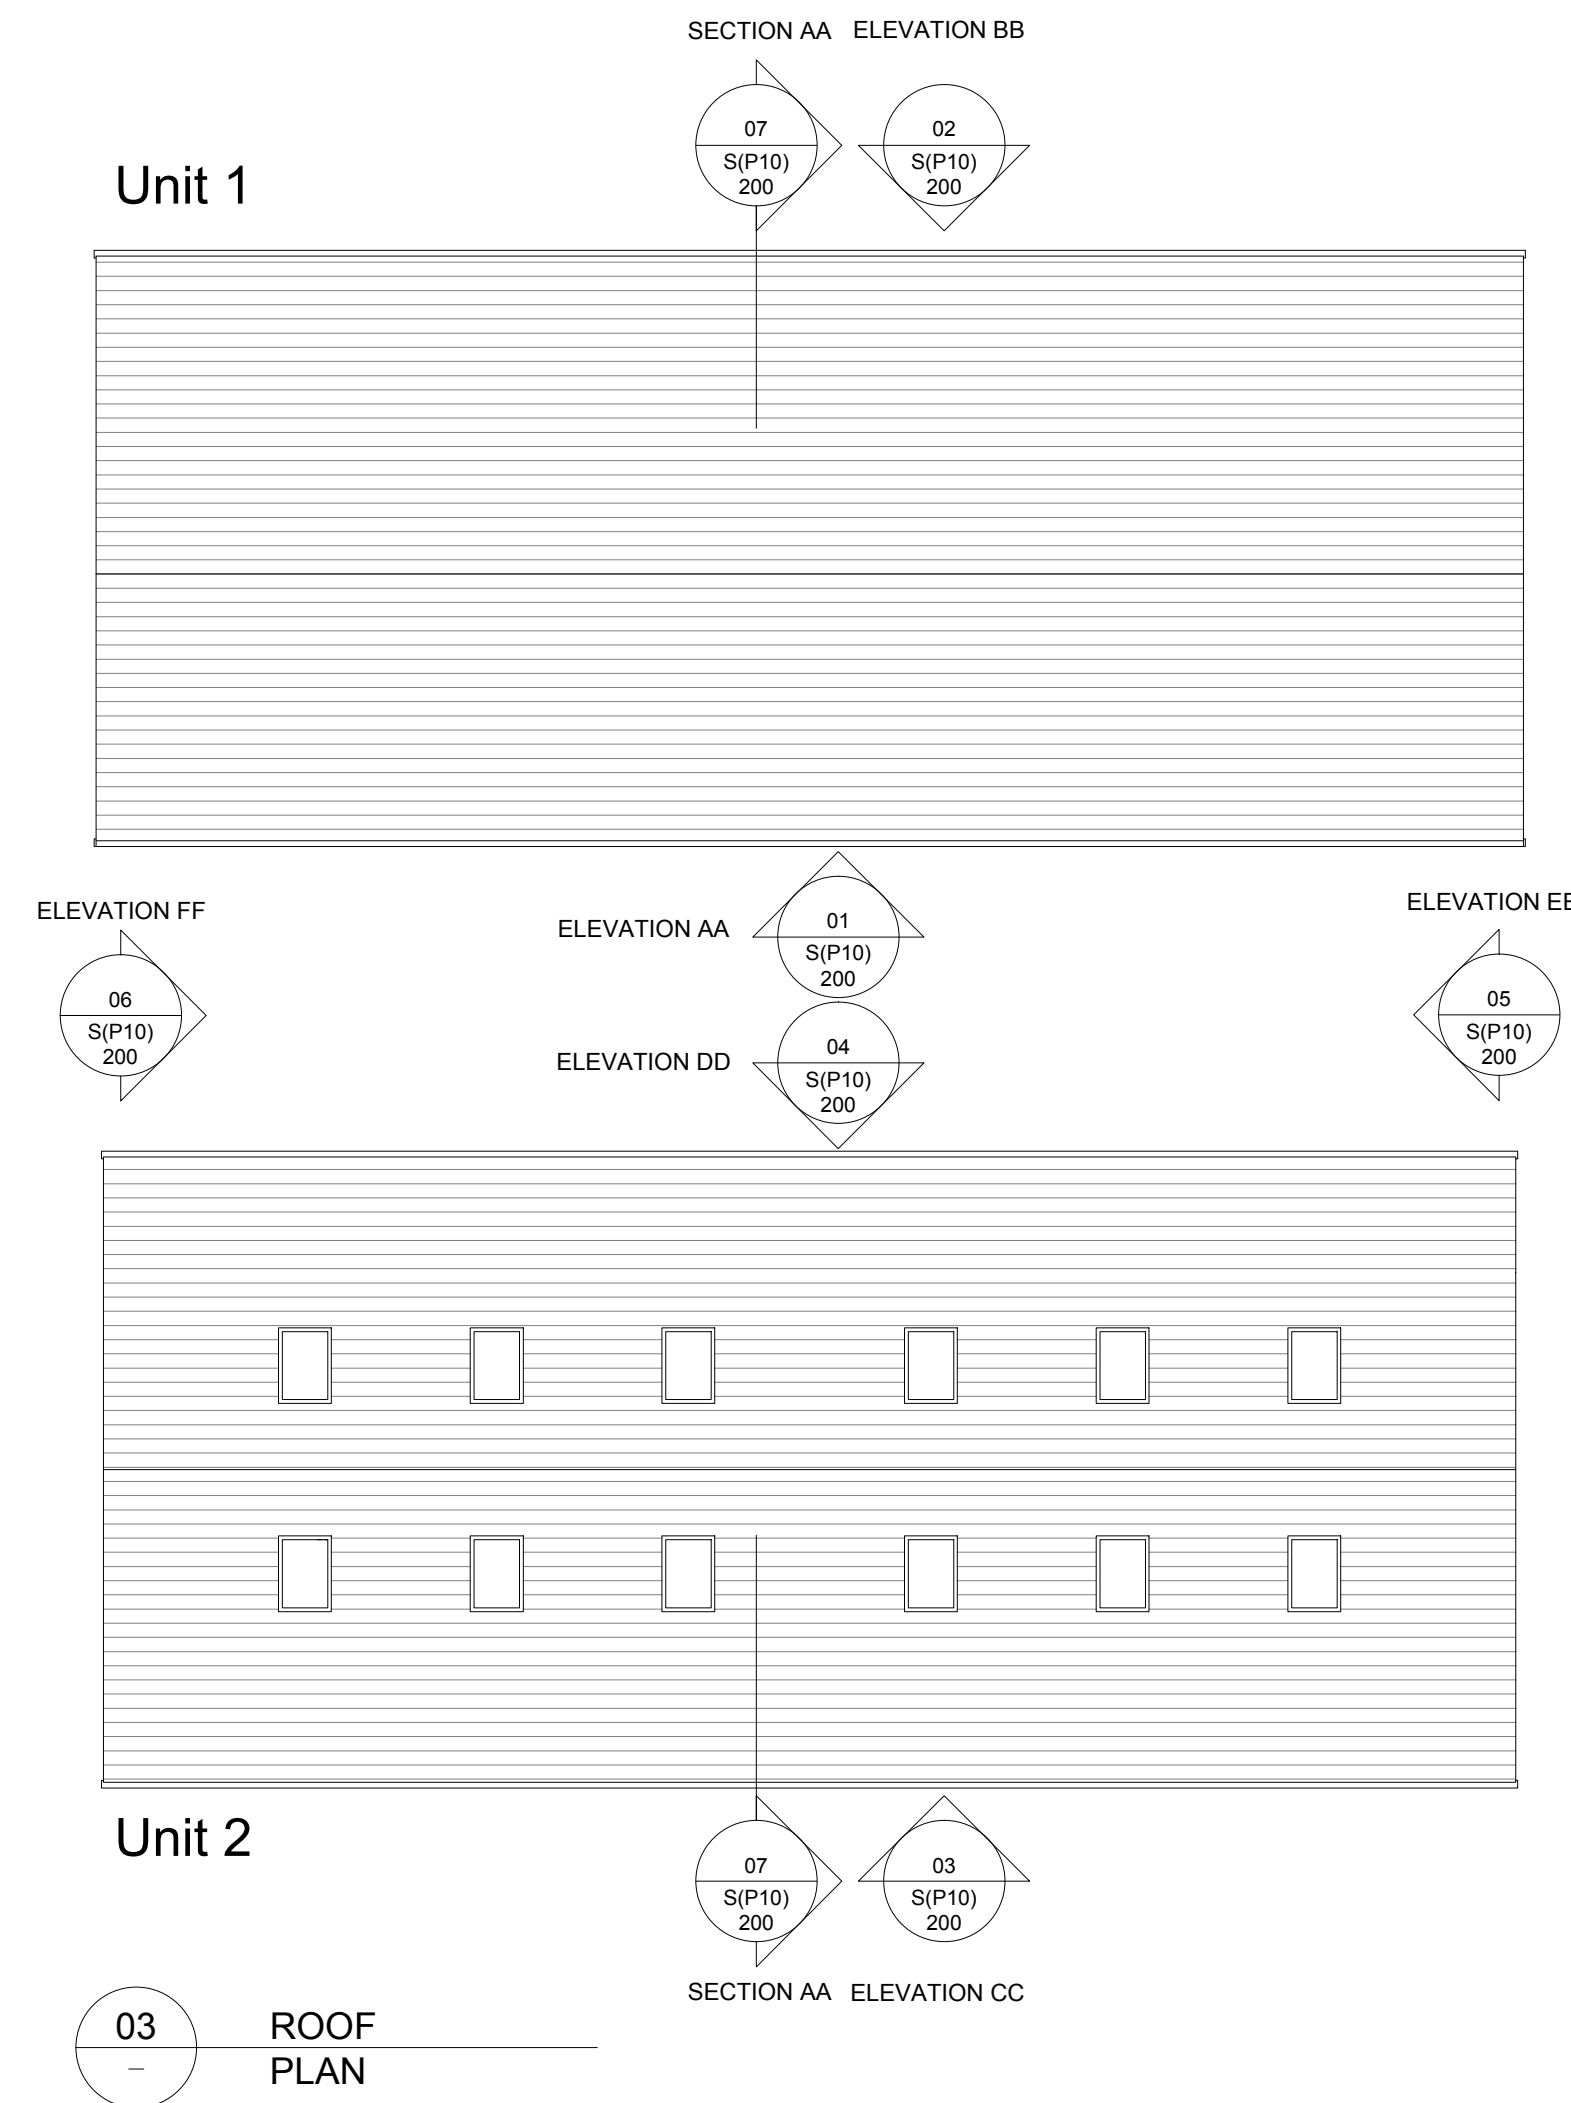 SECTION AA ELEVATION BB
07
S(P10)
200
02
S(P10)
200
Unit 1
ELEVATION FF
06
S(P10)
200
ELEVATION AA
01
S(P10)
200
ELEVATION DD
04
S(P10)
200
ELEVATION EE
05
S(P10)
200
Unit 2
07
S(P10)
200
03
S(P10)
200
SECTION AA ELEVATION CC
03
–
ROOF
PLAN